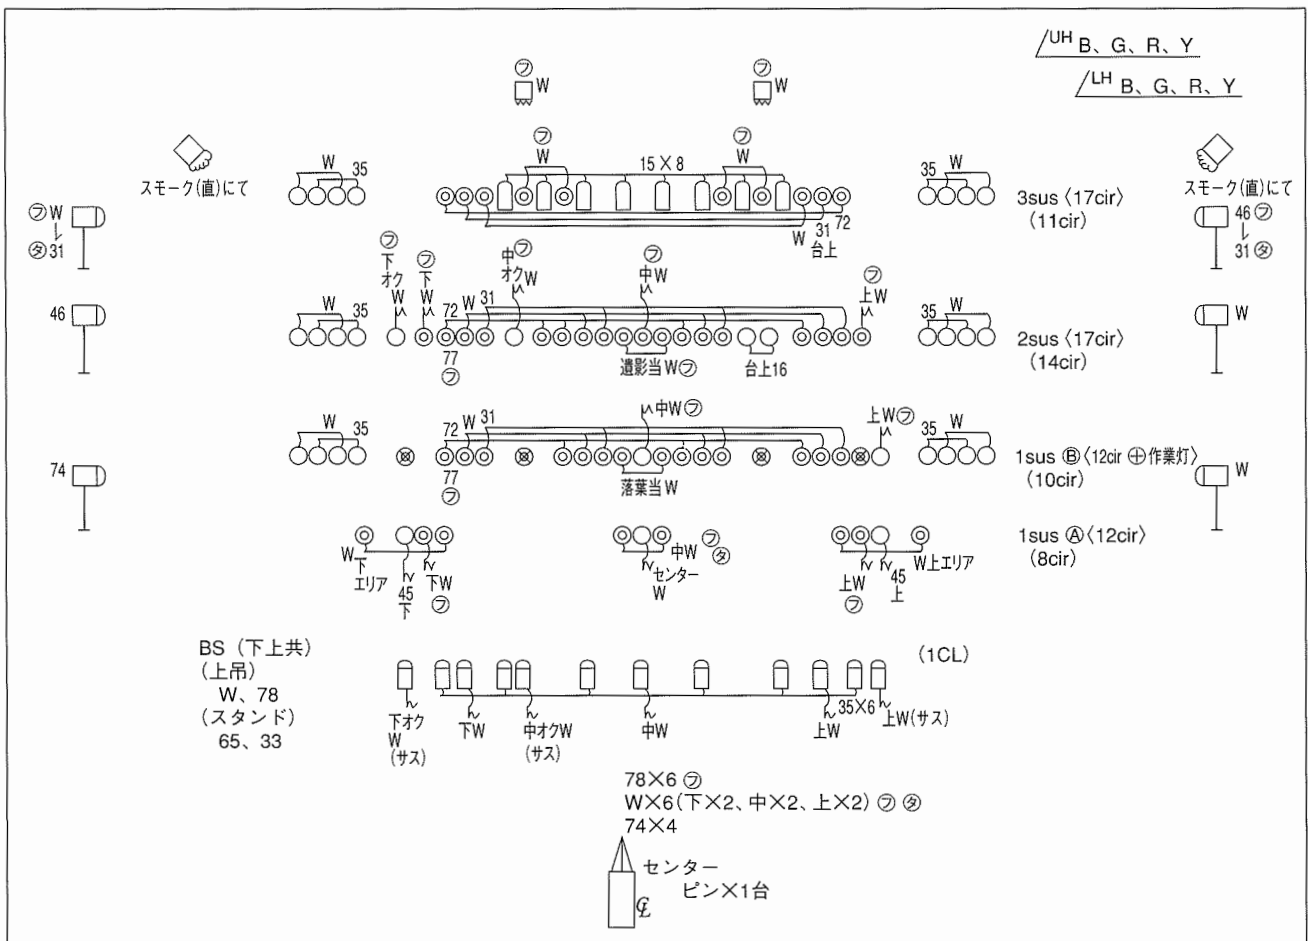 UH B、G、R、Y
LH B、G、R、Y
㋫ W
㋫ W
スモーク(直)にて
W 35
㋫ W
15×8
㋫ W
35 W
スモーク(直)にて
3sus〈17cir〉
(11cir)
㋫ W
㋟ 31
W 31 72
台上
46 ㋫
31 ㋟
46
W 35
㋫ 下オク W
㋫ 下 W
72 W 31
中㋫ オクW
㋫ 中W
㋫ 上W
35 W
W
2sus〈17cir〉
(14cir)
77
㋫
遺影当W㋫
台上16
74
W 35
72 W 31
中W㋫
上W㋫
35 W
W
1sus Ⓑ〈12cir ⊕作業灯〉
(10cir)
77
㋫
落葉当W
1sus Ⓐ〈12cir〉
(8cir)
W下エリア
45下
下W
㋫
センターW
中W ㋫ ㋟
上W
㋫
45上
W上エリア
BS(下上共)
(上吊)
W、78
(スタンド)
65、33
(1CL)
下オク
W
(サス)
下W
中オクW
(サス)
中W
上W
35×6
上W(サス)
78×6 ㋫
W×6(下×2、中×2、上×2) ㋫ ㋟
74×4
センター
ピン×1台
℄